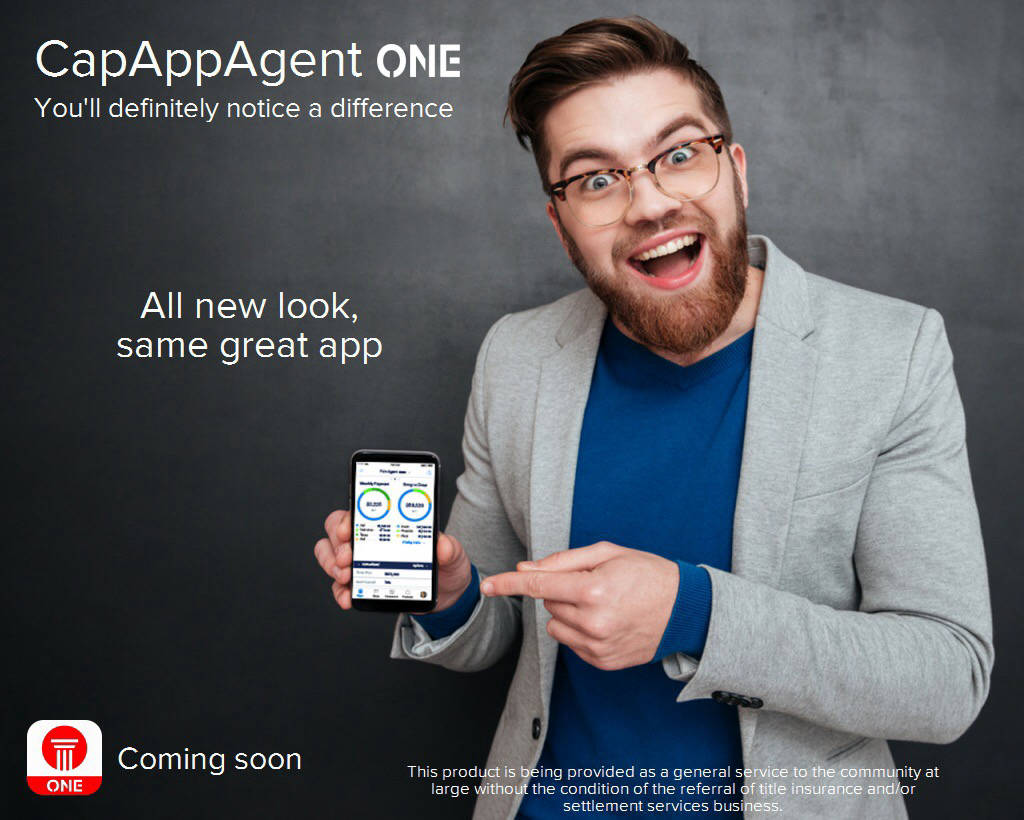 CapAppAgent ONE
You'll definitely notice a difference
All new look,
same great app
ONE
Coming soon
This product is being provided as a general service to the community at
large without the condition of the referral of title insurance and/or
settlement services business.